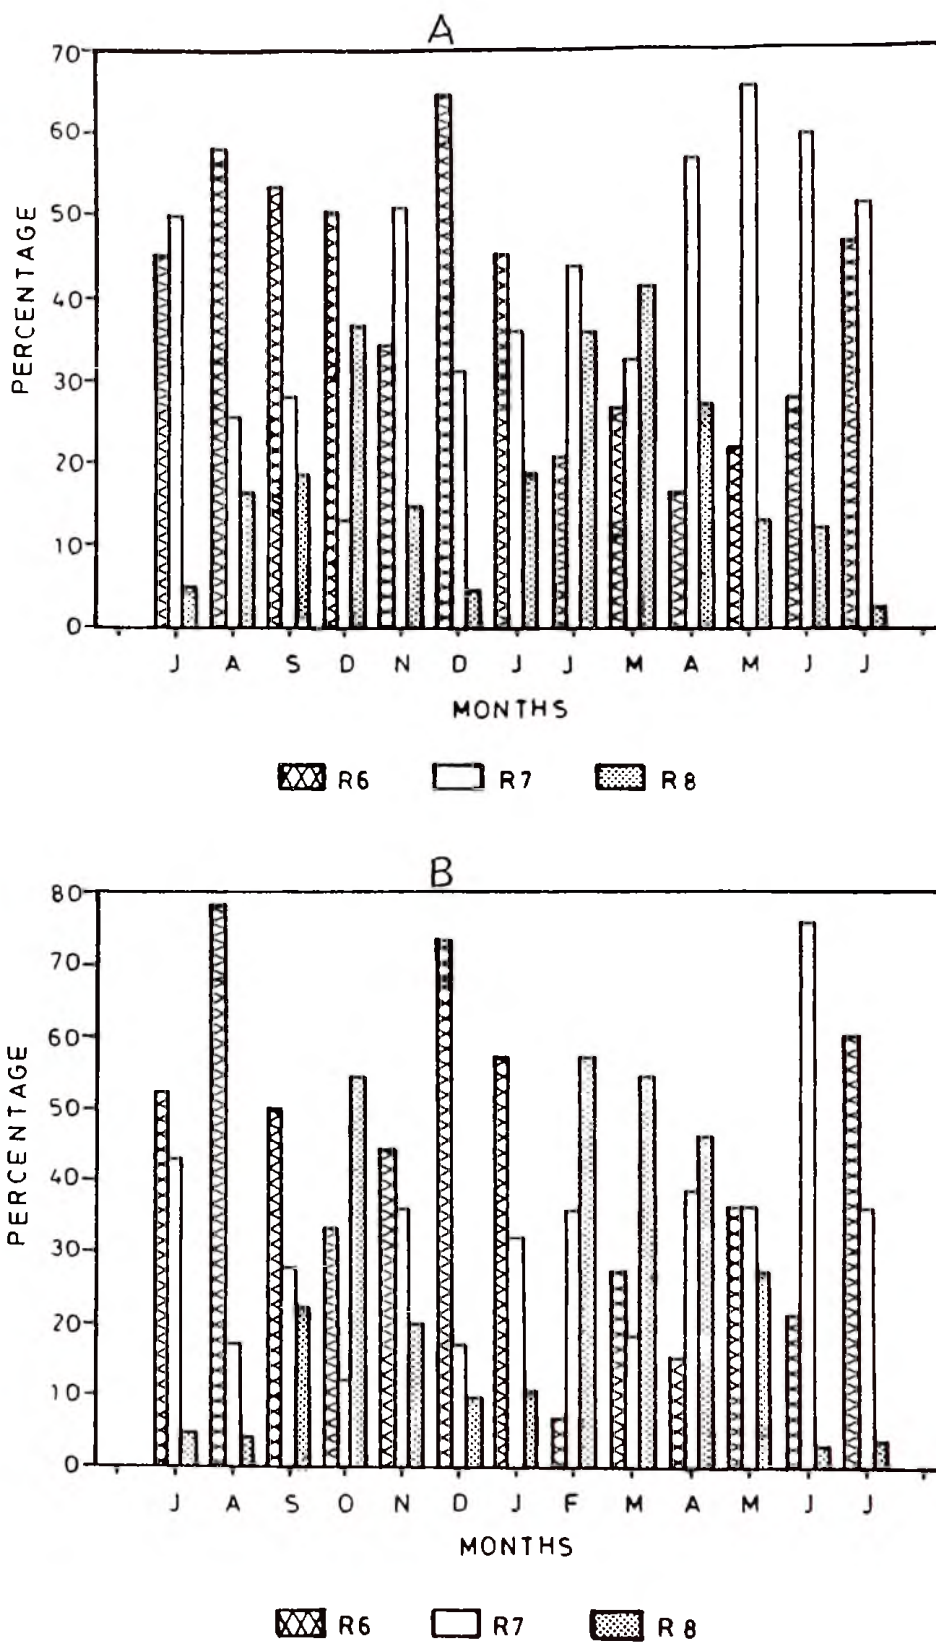 A
70
60
50
40
30
20
10
0
PERCENTAGE
J A S D N D J J M A M J J
MONTHS
R6 R7 R8
B
80
70
60
50
40
30
20
10
0
PERCENTAGE
J A S O N D J F M A M J J
MONTHS
R6 R7 R8